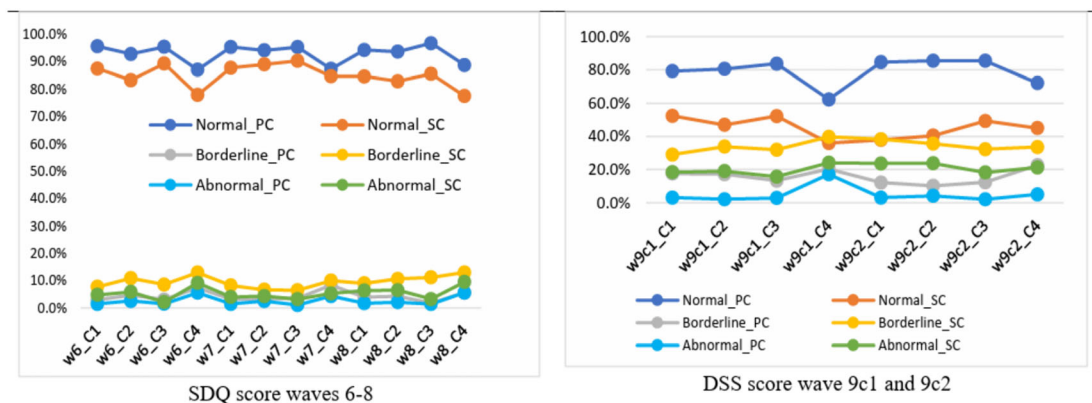 100.0%
90.0%
80.0%
70.0%
60.0%
50.0%
40.0%
30.0%
20.0%
10.0%
0.0%
Normal_PC Normal_SC
Borderline_PC Borderline_SC
Abnormal_PC Abnormal_SC
w6_C1 w6_C2 w6_C3 w6_C4 w7_C1 w7_C2 w7_C3 w7_C4 w8_C1 w8_C2 w8_C3 w8_C4
SDQ score waves 6-8
100.0%
80.0%
60.0%
40.0%
20.0%
0.0%
w9c1_C1 w9c1_C2 w9c1_C3 w9c1_C4 w9c2_C1 w9c2_C2 w9c2_C3 w9c2_C4
Normal_PC Normal_SC
Borderline_PC Borderline_SC
Abnormal_PC Abnormal_SC
DSS score wave 9c1 and 9c2